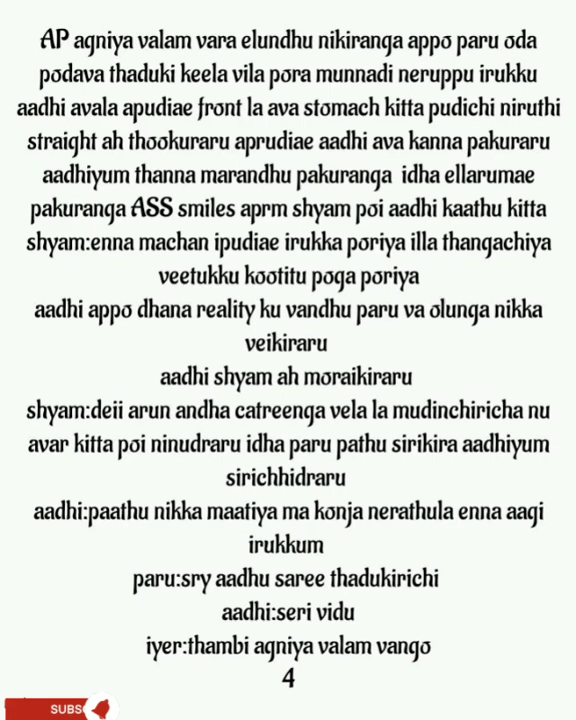 AP agniya valam vara elundhu nikiranga appo paru oda
podava thaduki keela vila pora munnadi neruppu irukku
aadhi avala apudiae front la ava stomach kitta pudichi niruthi
straight ah thookuraru aprudiae aadhi ava kanna pakuraru
aadhiyum thanna marandhu pakuranga idha ellarumae
pakuranga ASS smiles aprm shyam poi aadhi kaathu kitta
shyam:enna machan ipudiae irukka poriya illa thangachiya
veetukku kootitu poga poriya
aadhi appo dhana reality ku vandhu paru va olunga nikka
veikiraru
aadhi shyam ah moraikiraru
shyam:deii arun andha catreenga vela la mudinchiricha nu
avar kitta poi ninudraru idha paru pathu sirikira aadhiyum
sirichhidraru
aadhi:paathu nikka maatiya ma konja nerathula enna aagi
irukkum
paru:sry aadhu saree thadukirichi
aadhi:seri vidu
iyer:thambi agniya valam vango
4
SUBS